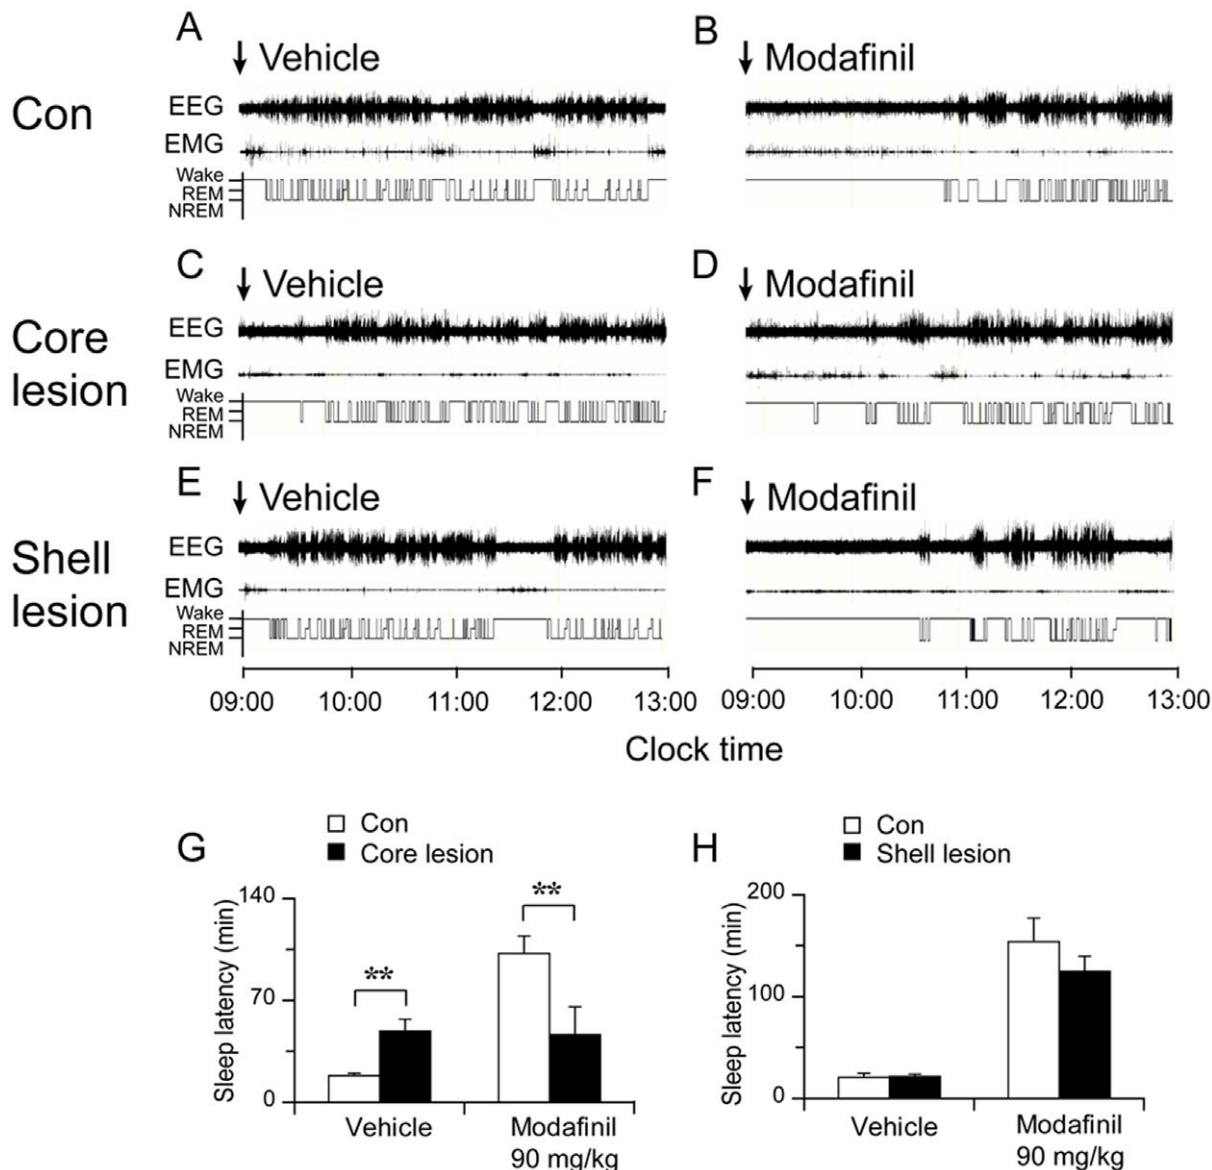 A
Vehicle
B
Modafinil
Con
EEG
EMG
Wake
REM
NREM
C
Vehicle
D
Modafinil
Core
lesion
EEG
EMG
Wake
REM
NREM
E
Vehicle
F
Modafinil
Shell
lesion
EEG
EMG
Wake
REM
NREM
09:00 10:00 11:00 12:00 13:00 09:00 10:00 11:00 12:00 13:00
Clock time
G
Con
Core lesion
Sleep latency (min)
140
70
0
**
**
Vehicle
Modafinil
90 mg/kg
H
Con
Shell lesion
Sleep latency (min)
200
100
0
Vehicle
Modafinil
90 mg/kg